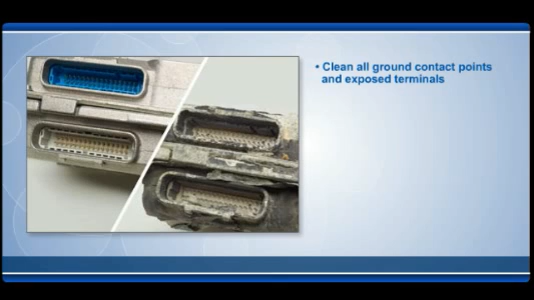 • Clean all ground contact points
and exposed terminals